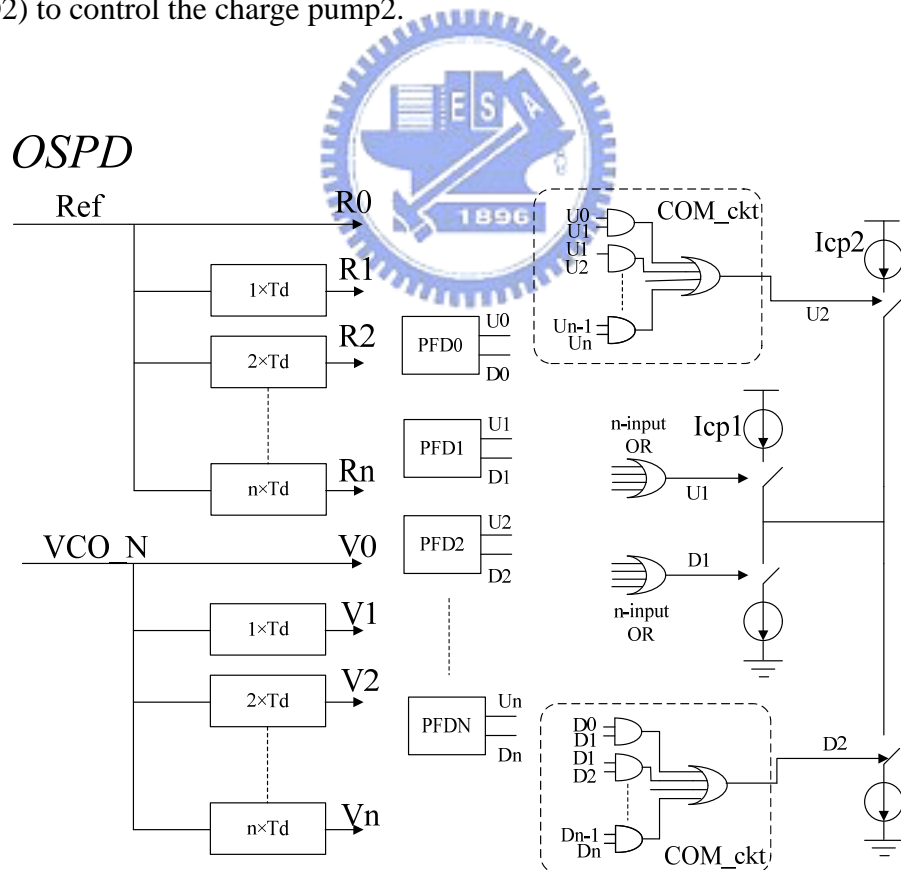 2) to control the charge pump2.
ESA
1896
OSPD
Ref
R0
1×Td
R1
2×Td
R2
n×Td
Rn
VCO_N
V0
1×Td
V1
2×Td
V2
n×Td
Vn
PFD0
U0
D0
PFD1
U1
D1
PFD2
U2
D2
PFDN
Un
Dn
COM_ckt
U0
U1
U1
U2
Un-1
Un
Icp2
U2
n-input
OR
Icp1
U1
D1
n-input
OR
D0
D1
D1
D2
Dn-1
Dn
COM_ckt
D2